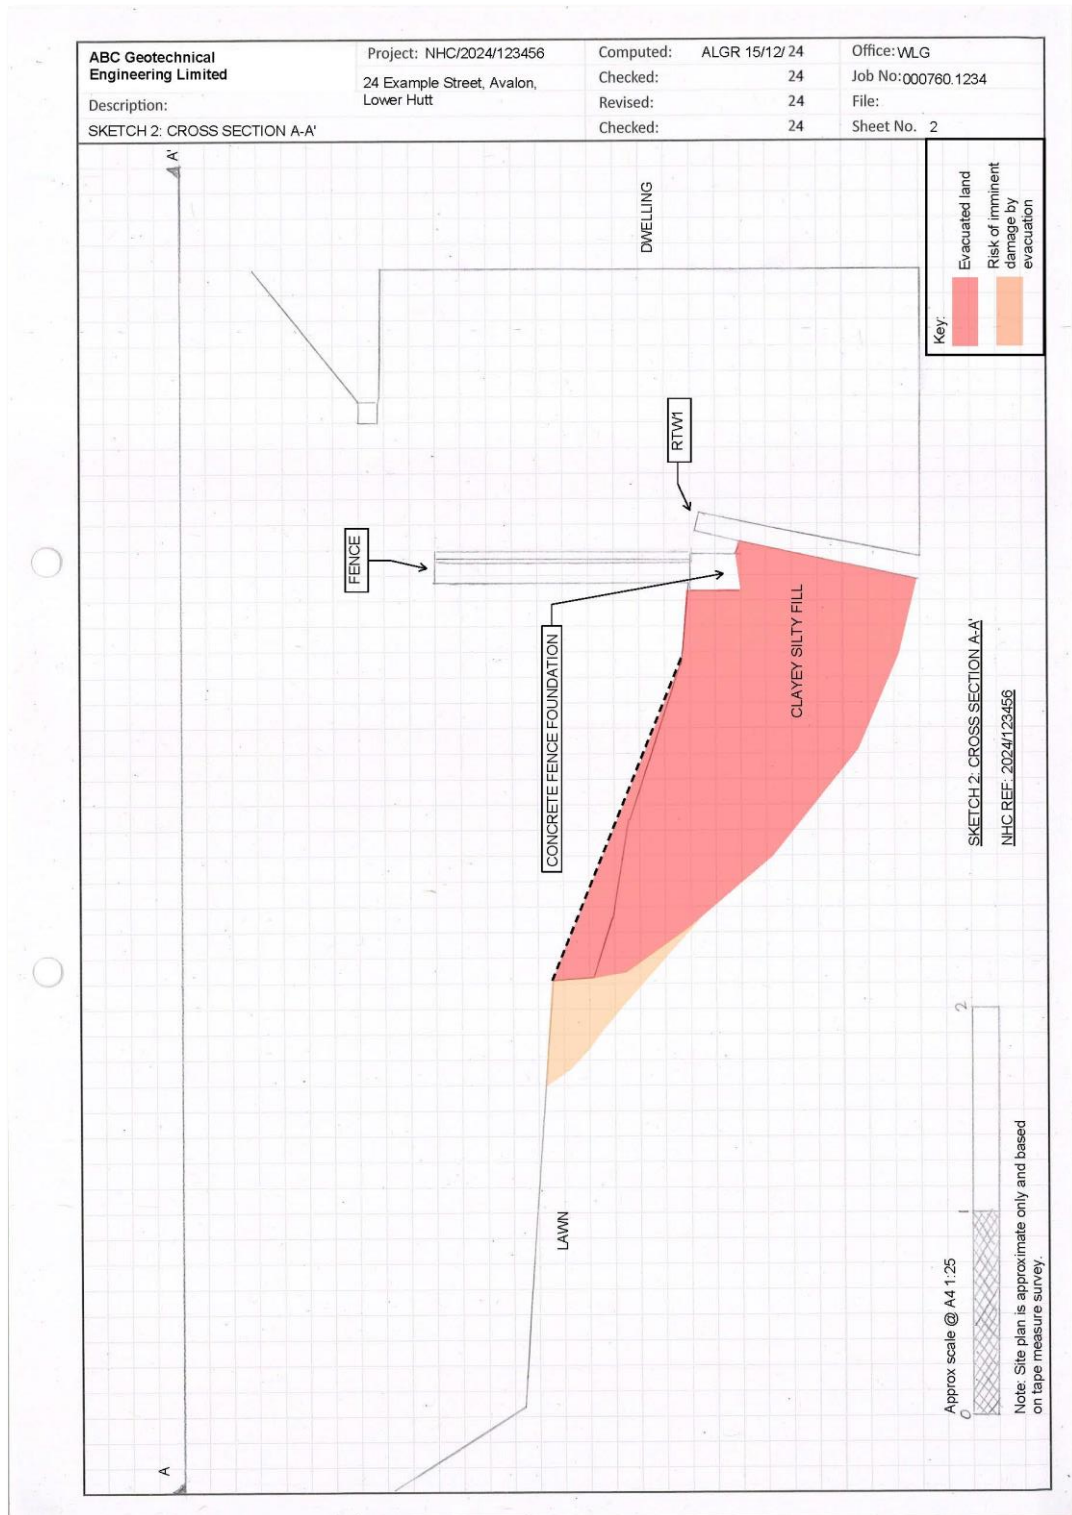 ABC Geotechnical
Engineering Limited
Description:
SKETCH 2: CROSS SECTION A-A'
Project: NHC/2024/123456
24 Example Street, Avalon,
Lower Hutt
Computed: ALGR 15/12/ 24
Checked: 24
Revised: 24
Checked: 24
Office: WLG
Job No: 000760.1234
File:
Sheet No. 2
A'
A
DWELLING
Key:
Evacuated land
Risk of imminent
damage by
evacuation
RTW1
FENCE
CONCRETE FENCE FOUNDATION
CLAYEY SILTY FILL
LAWN
SKETCH 2: CROSS SECTION A-A'
NHC REF: 2024/123456
Approx scale @ A4 1:25
0 1 2
Note: Site plan is approximate only and based
on tape measure survey.